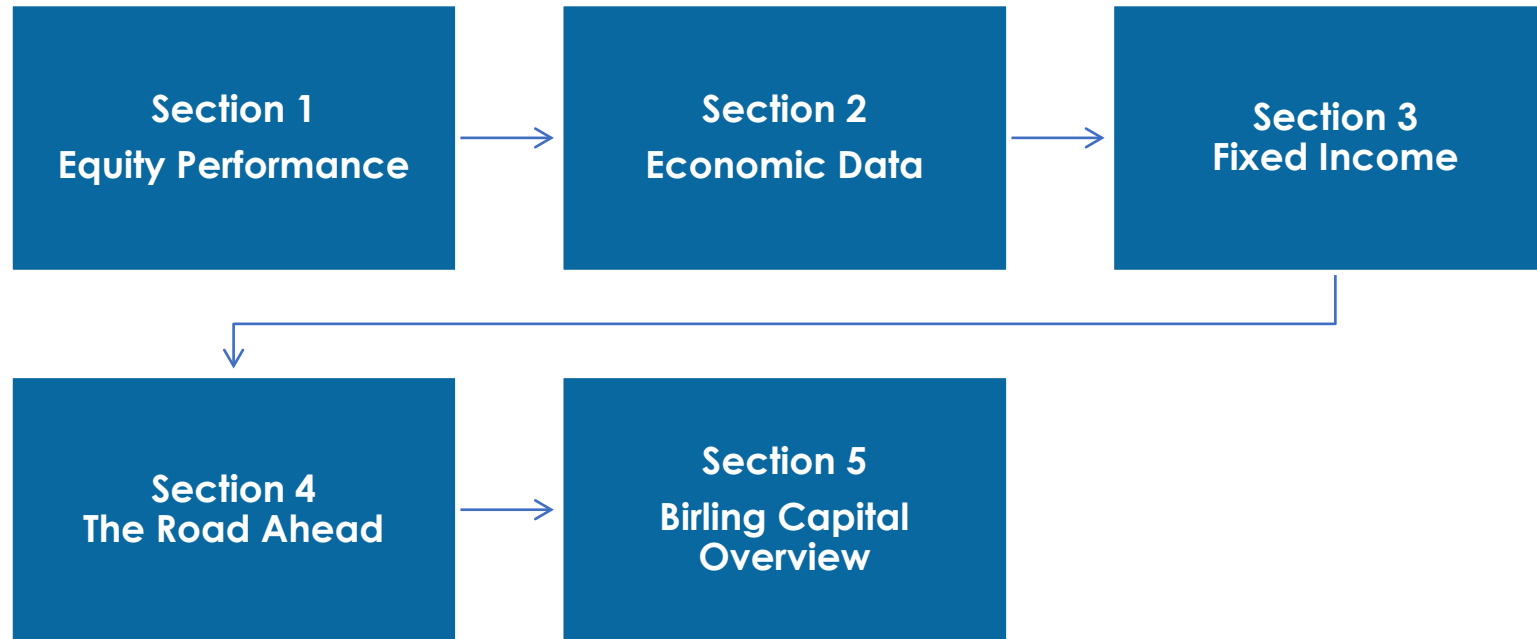 Section 1
Equity Performance
Section 2
Economic Data
Section 3
Fixed Income
Section 4
The Road Ahead
Section 5
Birling Capital
Overview